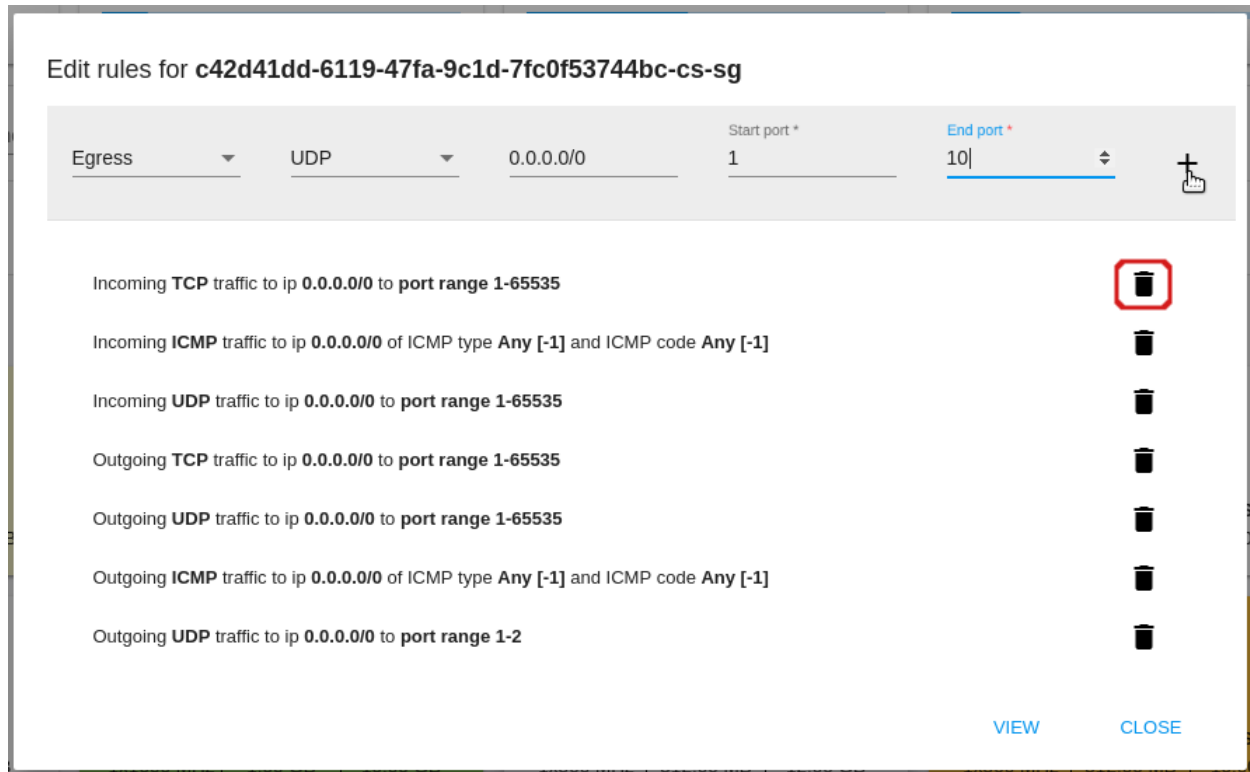 Edit rules for c42d41dd-6119-47fa-9c1d-7fc0f53744bc-cs-sg
Start port * End port *
Egress UDP 0.0.0.0/0 1 10
Incoming TCP traffic to ip 0.0.0.0/0 to port range 1-65535
Incoming ICMP traffic to ip 0.0.0.0/0 of ICMP type Any [-1] and ICMP code Any [-1]
Incoming UDP traffic to ip 0.0.0.0/0 to port range 1-65535
Outgoing TCP traffic to ip 0.0.0.0/0 to port range 1-65535
Outgoing UDP traffic to ip 0.0.0.0/0 to port range 1-65535
Outgoing ICMP traffic to ip 0.0.0.0/0 of ICMP type Any [-1] and ICMP code Any [-1]
Outgoing UDP traffic to ip 0.0.0.0/0 to port range 1-2
VIEW CLOSE